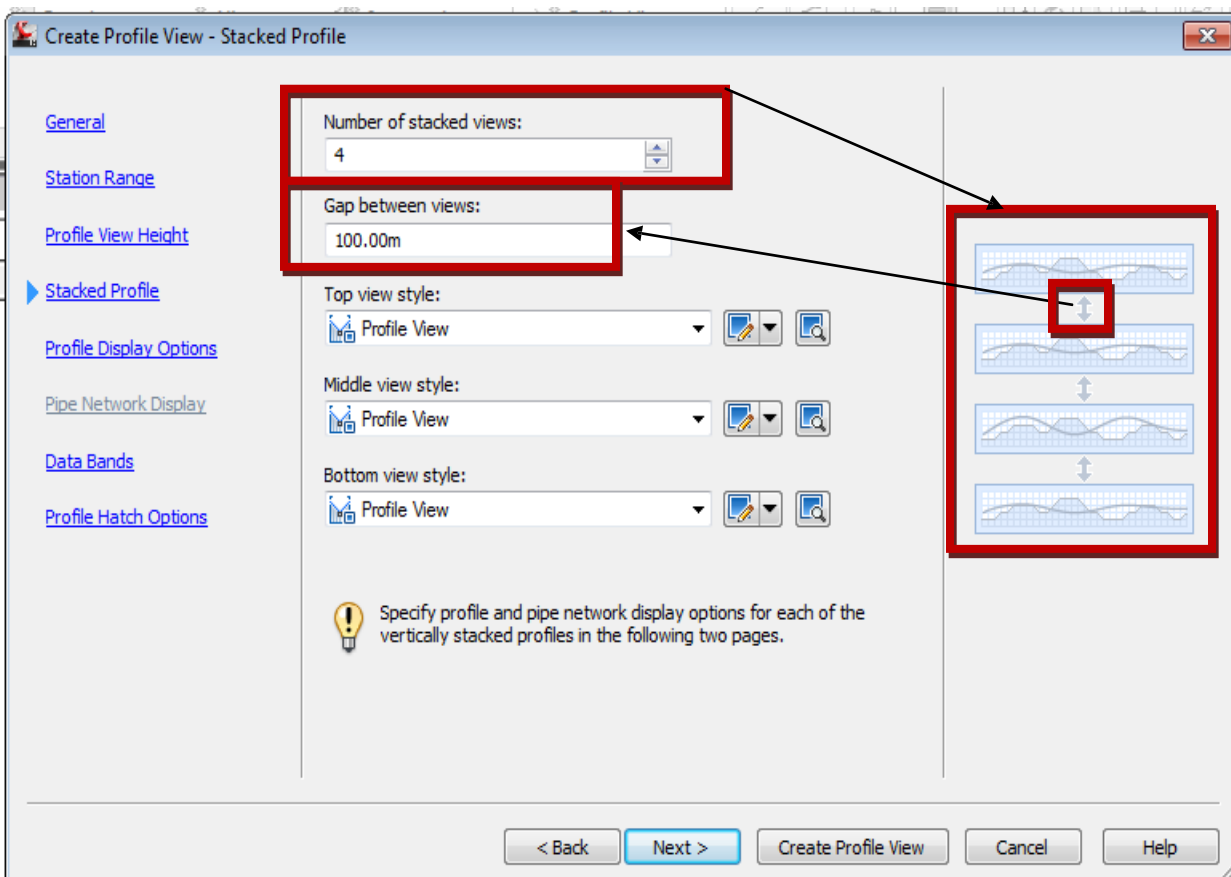 Create Profile View - Stacked Profile
General
Station Range
Profile View Height
Stacked Profile
Profile Display Options
Pipe Network Display
Data Bands
Profile Hatch Options
Number of stacked views:
4
Gap between views:
100.00m
Top view style:
Profile View
Middle view style:
Profile View
Bottom view style:
Profile View
Specify profile and pipe network display options for each of the
vertically stacked profiles in the following two pages.
< Back
Next >
Create Profile View
Cancel
Help